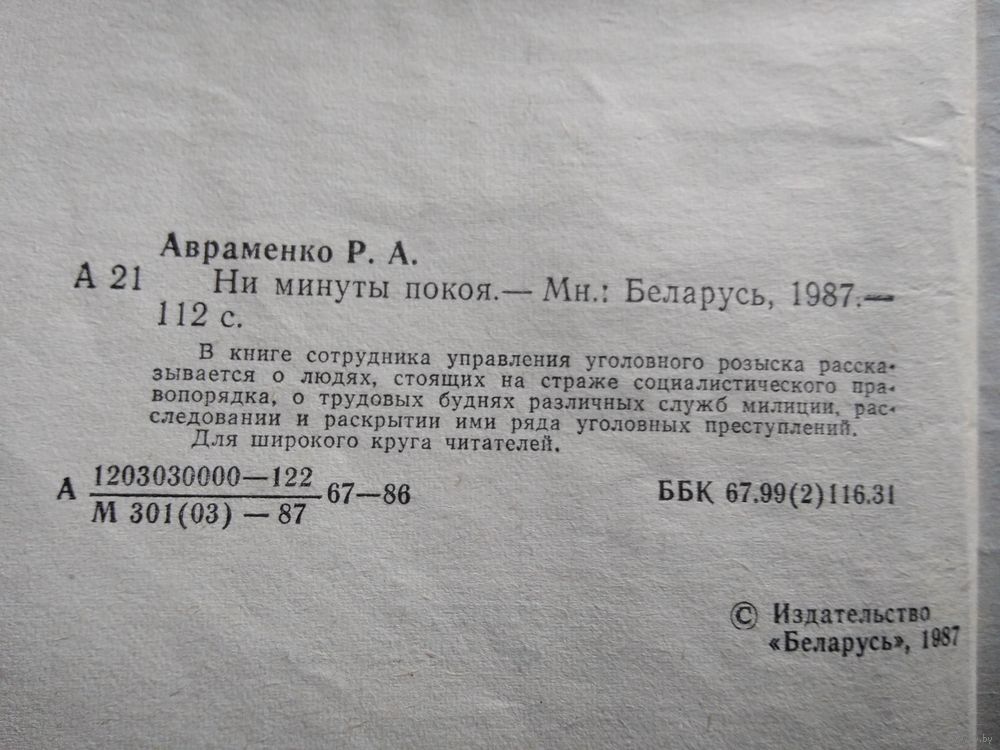 Авраменко Р. А.
А 21 Ни минуты покоя.— Мн.: Беларусь, 1987.—
112 с.
В книге сотрудника управления уголовного розыска расска-
зывается о людях, стоящих на страже социалистического пра-
вопорядка, о трудовых буднях различных служб милиции, рас-
следовании и раскрытии ими ряда уголовных преступлений.
Для широкого круга читателей.
А 1203030000—122 67—86 ББК 67.99(2)116.31
М 301(03) — 87
© Издательство
«Беларусь», 1987